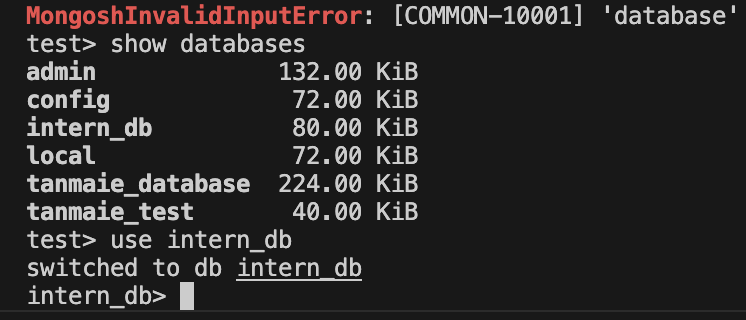 MongoshInvalidInputError: [COMMON-10001] 'database'
test> show databases
admin 132.00 KiB
config 72.00 KiB
intern_db 80.00 KiB
local 72.00 KiB
tanmaie_database 224.00 KiB
tanmaie_test 40.00 KiB
test> use intern_db
switched to db intern_db
intern_db>